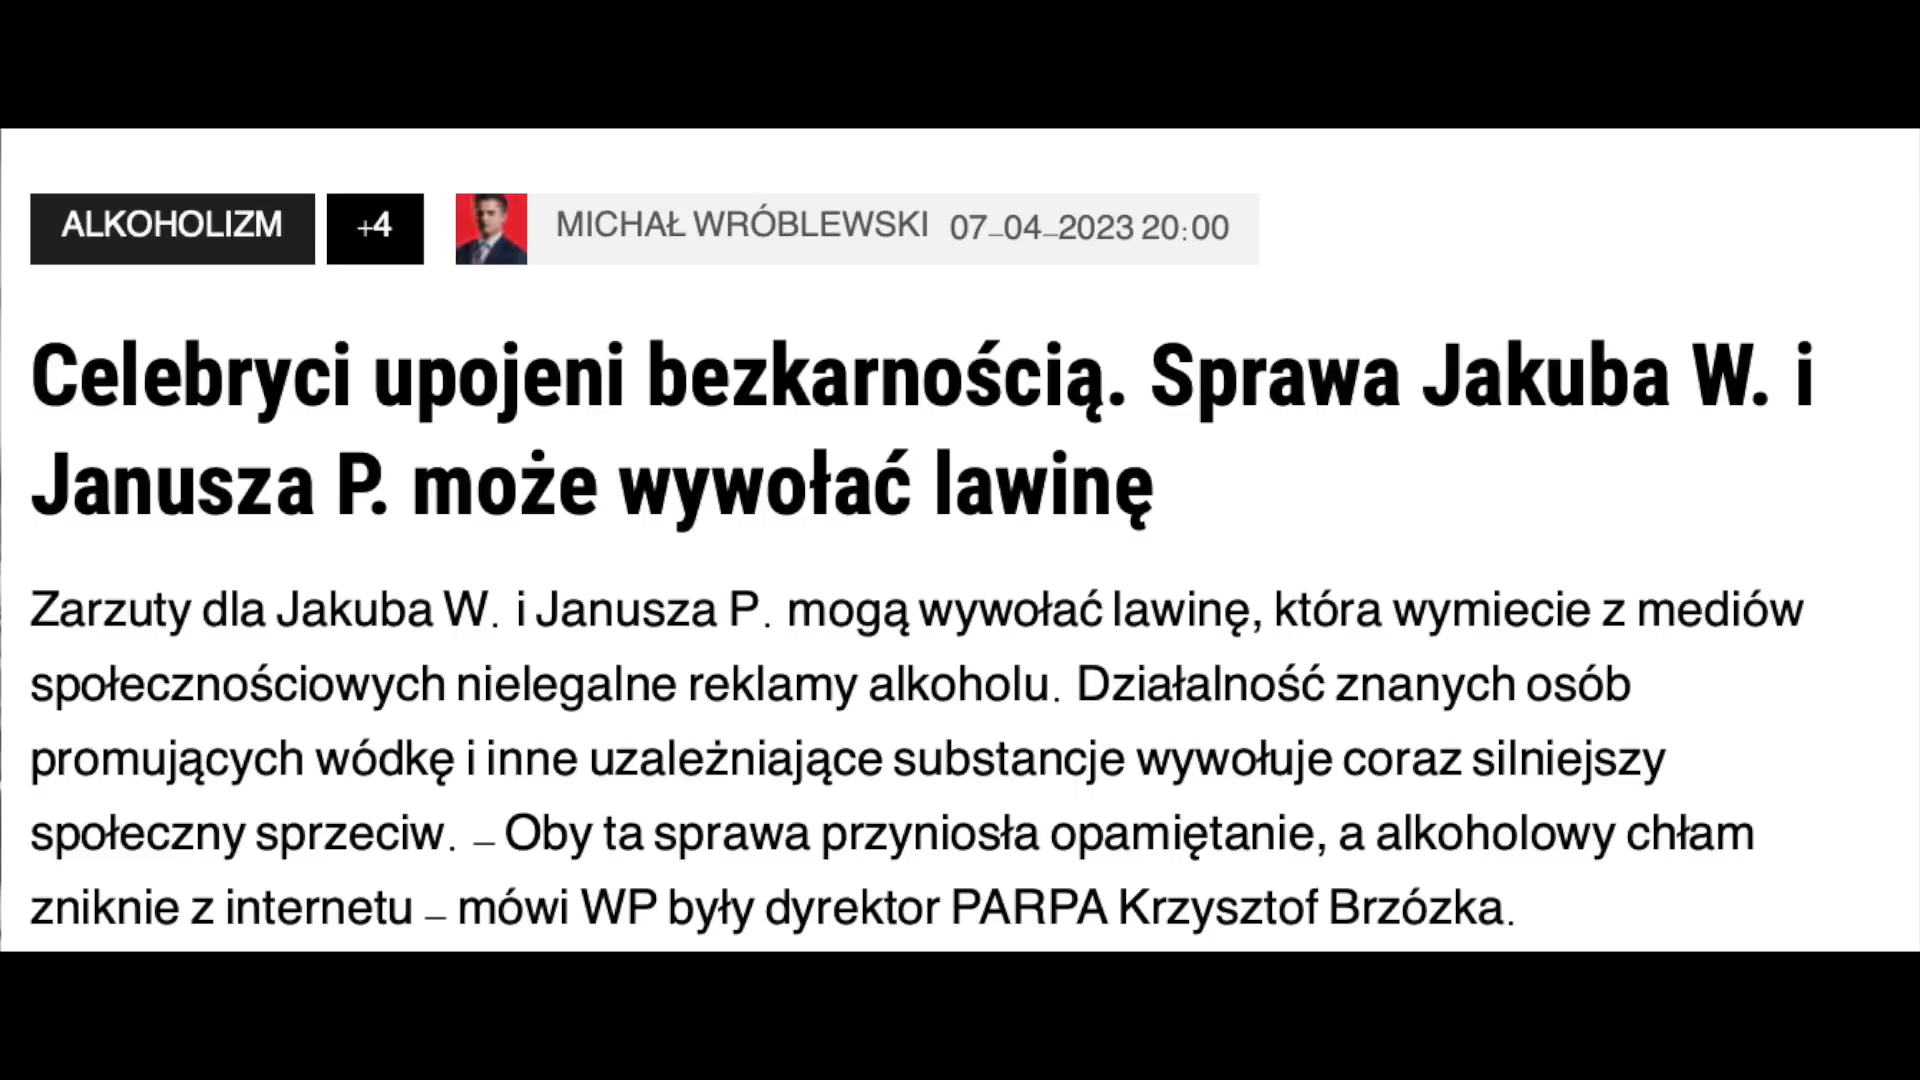 ALKOHOLIZM +4 MICHAŁ WRÓBLEWSKI 07-04-2023 20:00
Celebryci upojeni bezkarnością. Sprawa Jakuba W. i
Janusza P. może wywołać lawinę
Zarzuty dla Jakuba W. i Janusza P. mogą wywołać lawinę, która wymiecie z mediów
społecznościowych nielegalne reklamy alkoholu. Działalność znanych osób
promujących wódkę i inne uzależniające substancje wywołuje coraz silniejszy
społeczny sprzeciw. – Oby ta sprawa przyniosła opamiętanie, a alkoholowy chłam
zniknie z internetu – mówi WP były dyrektor PARPA Krzysztof Brzózka.